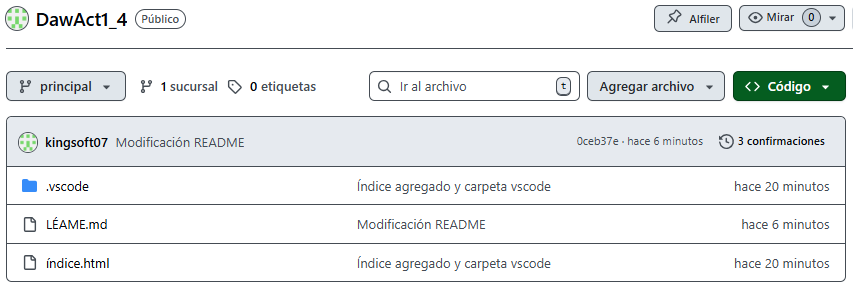 DawAct1_4 Público Alfiler Mirar 0
principal 1 sucursal 0 etiquetas Ir al archivo t Agregar archivo <> Código
kingsoft07 Modificación README 0ceb37e · hace 6 minutos 3 confirmaciones
.vscode Índice agregado y carpeta vscode hace 20 minutos
LÉAME.md Modificación README hace 6 minutos
índice.html Índice agregado y carpeta vscode hace 20 minutos